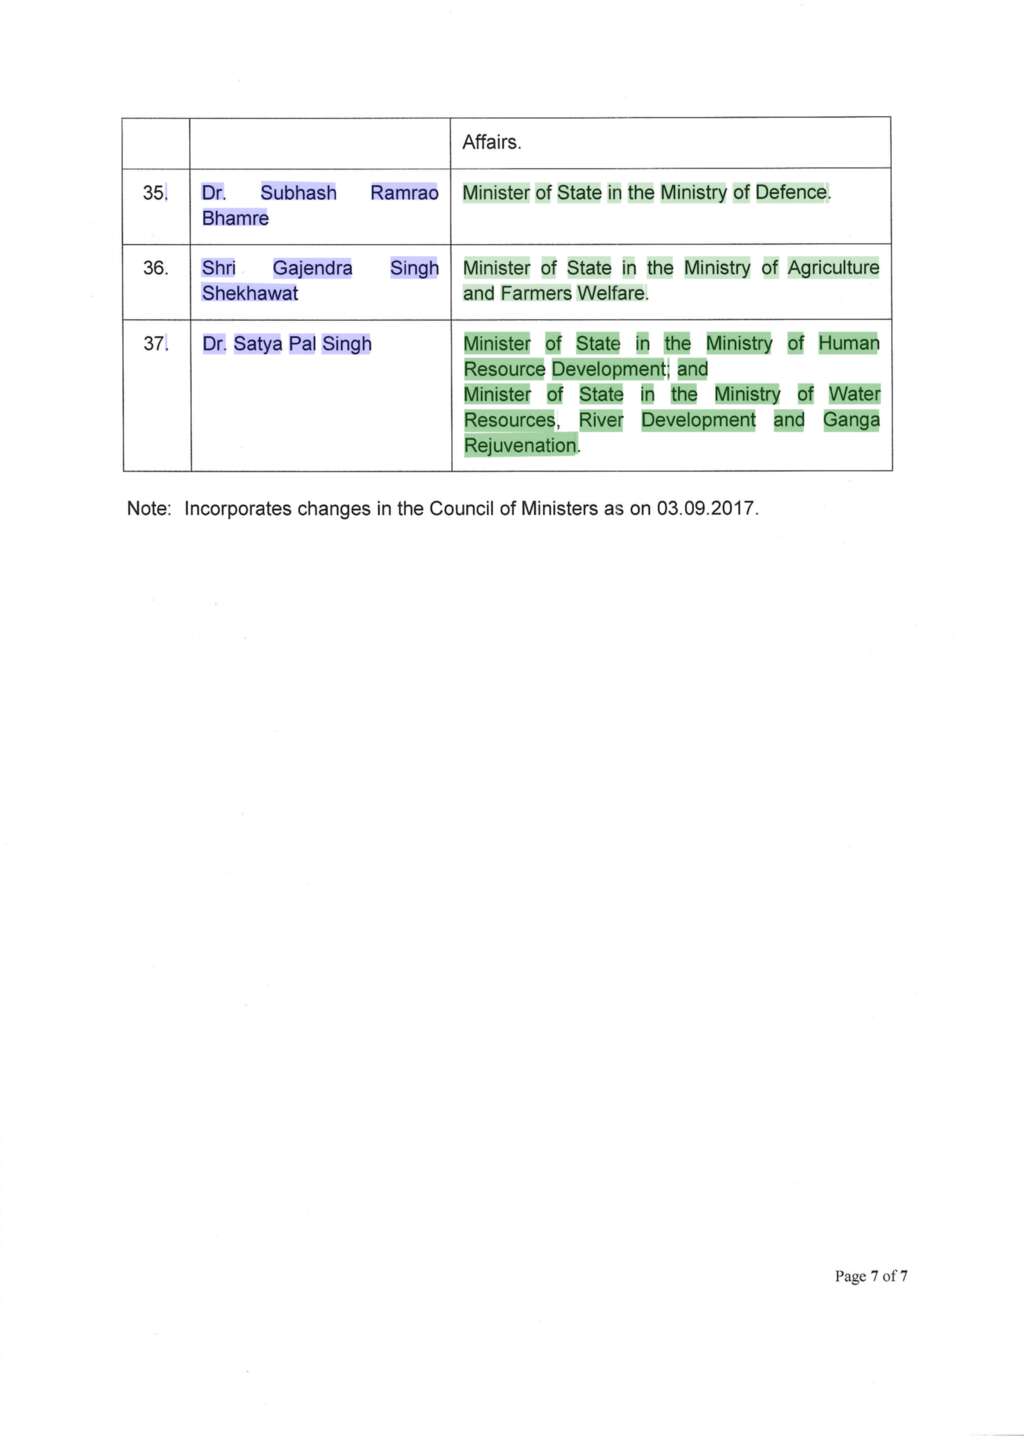 Affairs.
35. Dr. Subhash Ramrao Minister of State in the Ministry of Defence.
Bhamre
36. Shri Gajendra Singh Minister of State in the Ministry of Agriculture
Shekhawat and Farmers Welfare.
37. Dr. Satya Pal Singh Minister of State in the Ministry of Human
Resource Development; and
Minister of State in the Ministry of Water
Resources, River Development and Ganga
Rejuvenation.
Note: Incorporates changes in the Council of Ministers as on 03.09.2017.
Page 7 of 7